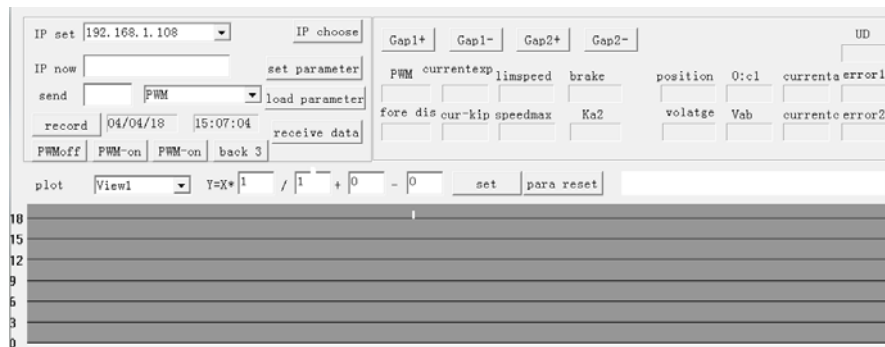 IP set 192.168.1.108 IP choose
IP now set parameter
send PWM load parameter
record 04/04/18 15:07:04 receive data
PWMoff PWM-on PWM-on back 3
Gap1+ Gap1- Gap2+ Gap2- UD
PWM currentexp limspeed brake position 0:cl currenta error1
fore dis cur-kip speedmax Ka2 volatge Vab currentc error2
plot View1 Y=X* 1 / 1 + 0 - 0 set para reset
18
15
12
9
6
3
0